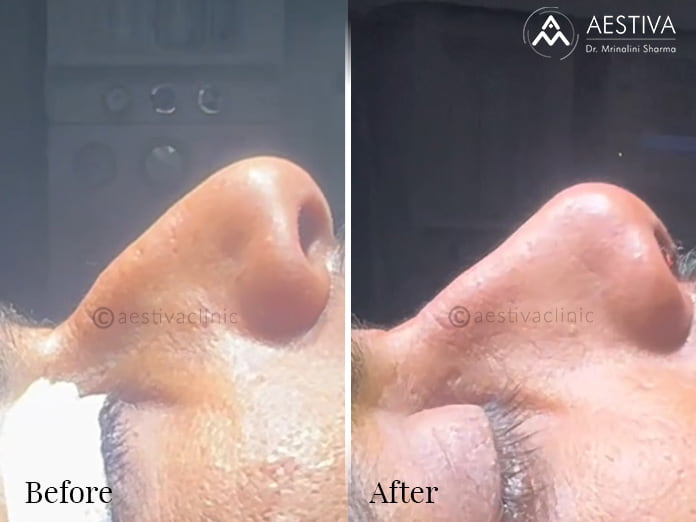 AESTIVA
Dr. Mrinalini Sharma
©aestivaclinic
©aestivaclinic
Before
After